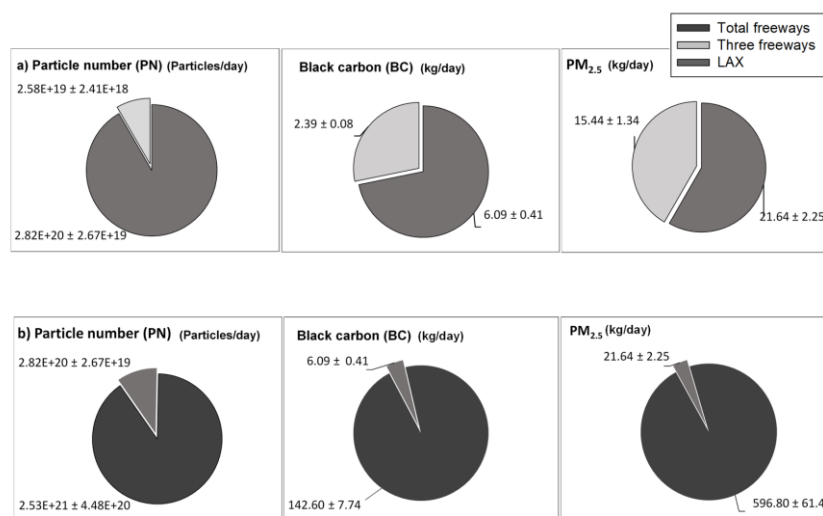 Total freeways
Three freeways
LAX
a) Particle number (PN) (Particles/day)
2.58E+19 ± 2.41E+18
2.82E+20 ± 2.67E+19
Black carbon (BC) (kg/day)
2.39 ± 0.08
6.09 ± 0.41
PM2.5 (kg/day)
15.44 ± 1.34
21.64 ± 2.25
b) Particle number (PN) (Particles/day)
2.82E+20 ± 2.67E+19
2.53E+21 ± 4.48E+20
Black carbon (BC) (kg/day)
6.09 ± 0.41
142.60 ± 7.74
PM2.5 (kg/day)
21.64 ± 2.25
596.80 ± 61.4